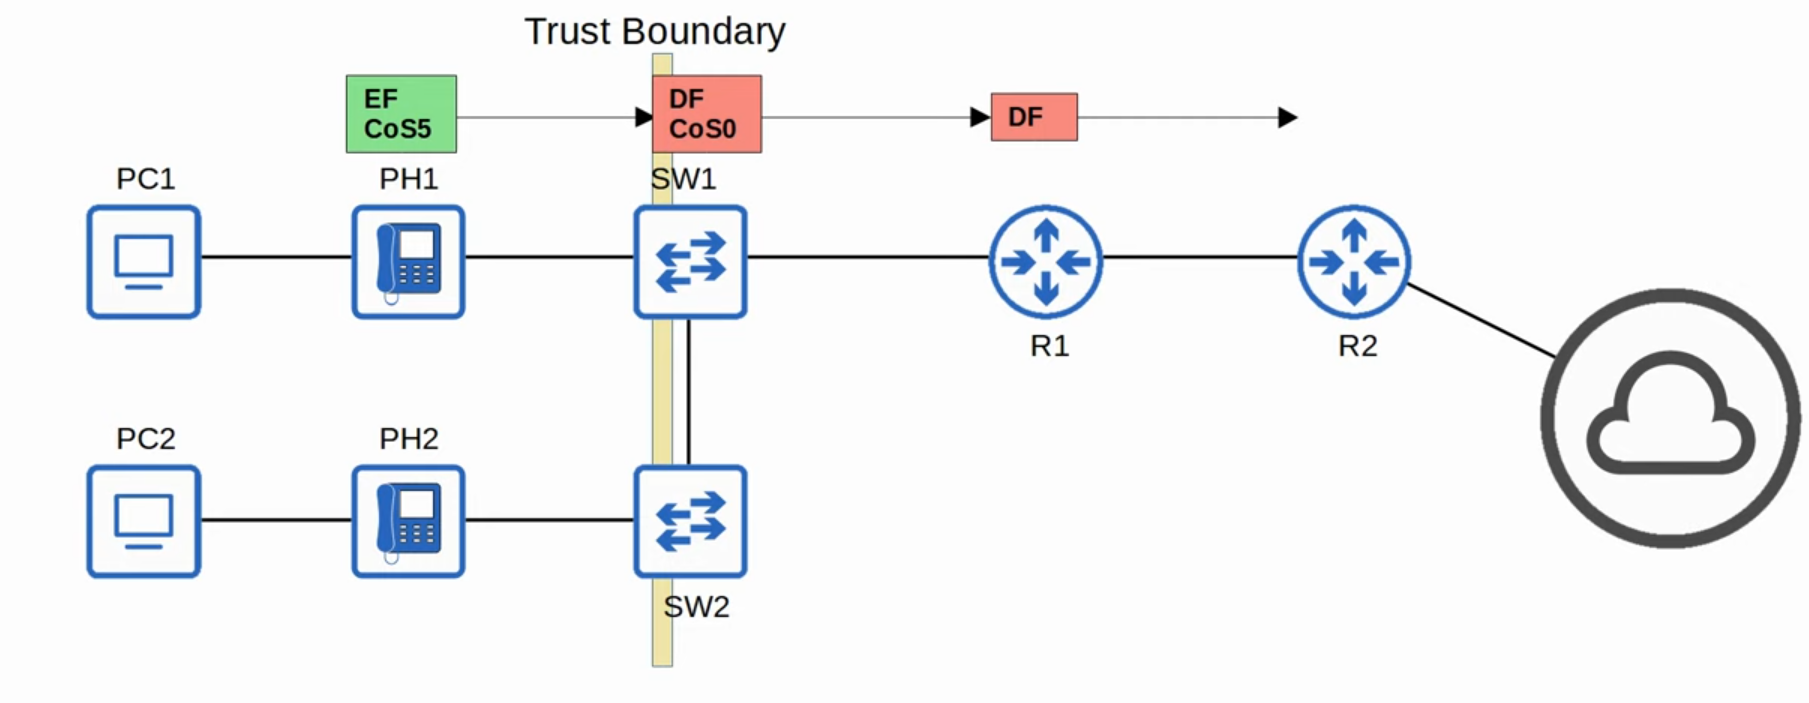 Trust Boundary
EF
CoS5
DF
CoS0
DF
PC1
PH1
SW1
R1
R2
PC2
PH2
SW2